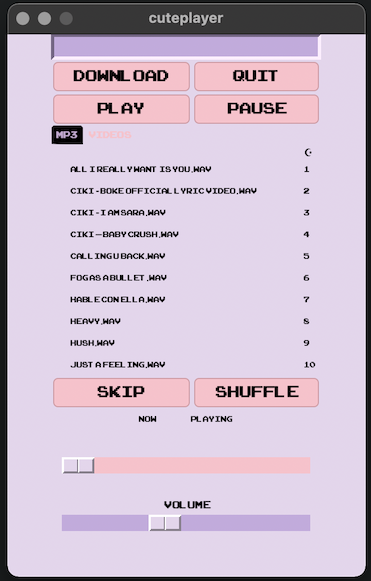 cuteplayer
DOWNLOAD QUIT
PLAY PAUSE
MP3 VIDEOS
ALL I REALLY WANT IS YOU.WAV 1
CIKI - BOKE OFFICIAL LYRIC VIDEO.WAV 2
CIKI - I AM SARA.WAV 3
CIKI — BABY CRUSH.WAV 4
CALLING U BACK.WAV 5
FOG AS A BULLET .WAV 6
HABLE CON ELLA.WAV 7
HEAVY.WAV 8
HUSH.WAV 9
JUST A FEELING.WAV 10
SKIP SHUFFLE
NOW PLAYING
VOLUME